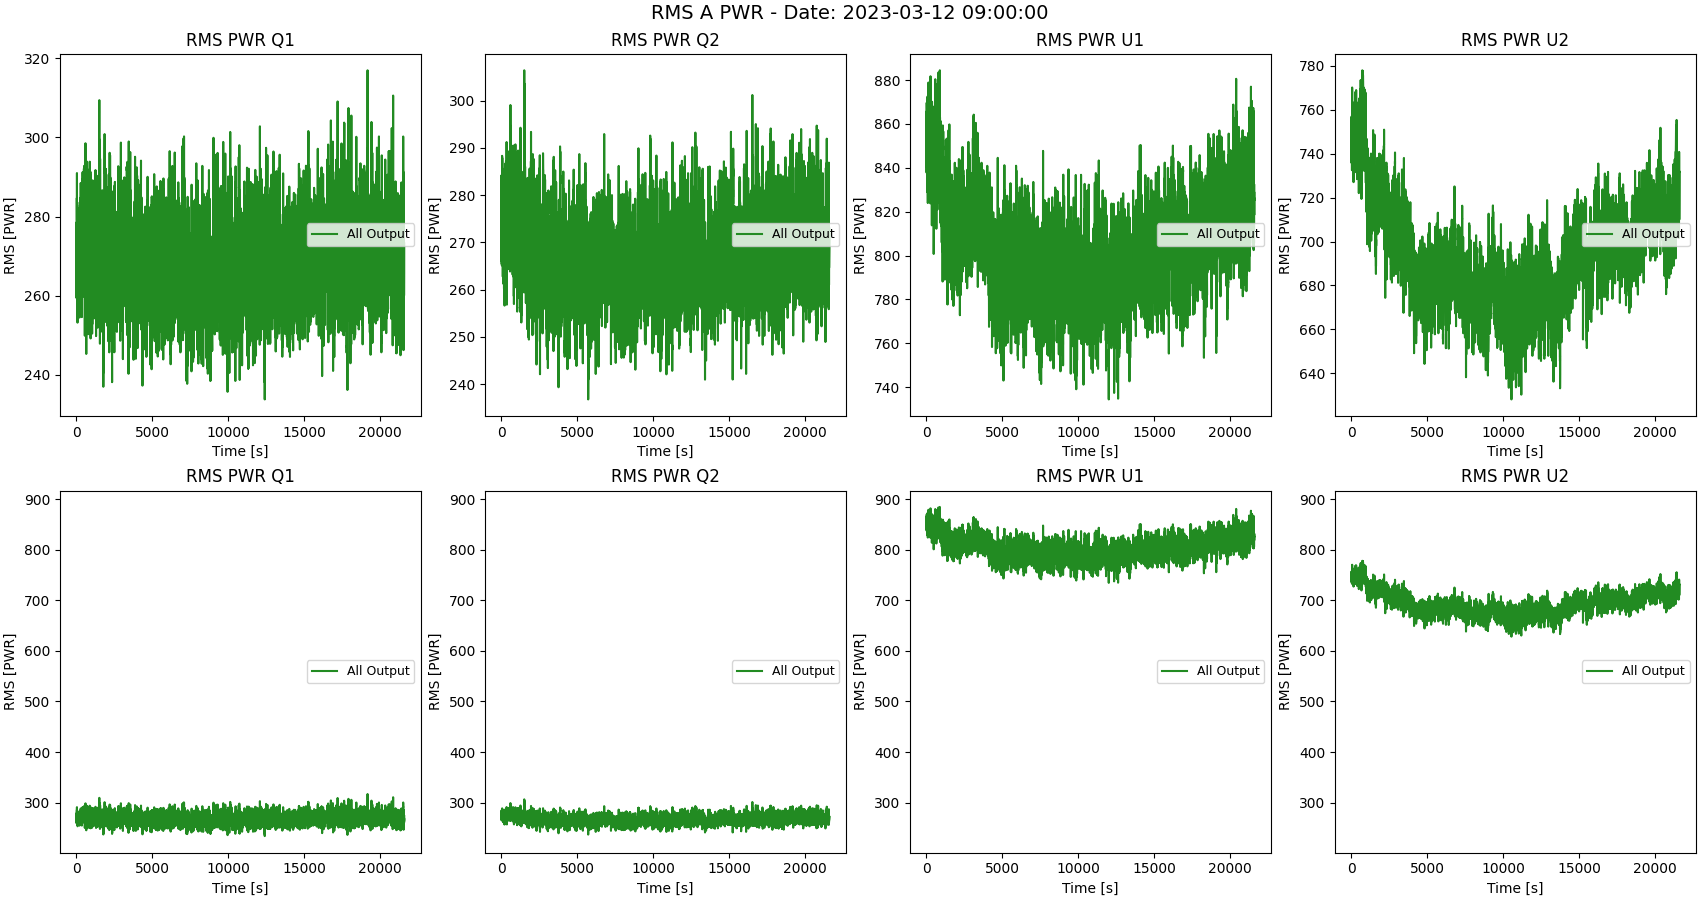 RMS A PWR - Date: 2023-03-12 09:00:00
RMS PWR Q1
RMS [PWR]
320
300
280
260
240
All Output
0 5000 10000 15000 20000
Time [s]
RMS PWR Q2
RMS [PWR]
300
290
280
270
260
250
240
All Output
0 5000 10000 15000 20000
Time [s]
RMS PWR U1
RMS [PWR]
880
860
840
820
800
780
760
740
All Output
0 5000 10000 15000 20000
Time [s]
RMS PWR U2
RMS [PWR]
780
760
740
720
700
680
660
640
All Output
0 5000 10000 15000 20000
Time [s]
RMS PWR Q1
RMS [PWR]
900
800
700
600
500
400
300
All Output
0 5000 10000 15000 20000
Time [s]
RMS PWR Q2
RMS [PWR]
900
800
700
600
500
400
300
All Output
0 5000 10000 15000 20000
Time [s]
RMS PWR U1
RMS [PWR]
900
800
700
600
500
400
300
All Output
0 5000 10000 15000 20000
Time [s]
RMS PWR U2
RMS [PWR]
900
800
700
600
500
400
300
All Output
0 5000 10000 15000 20000
Time [s]